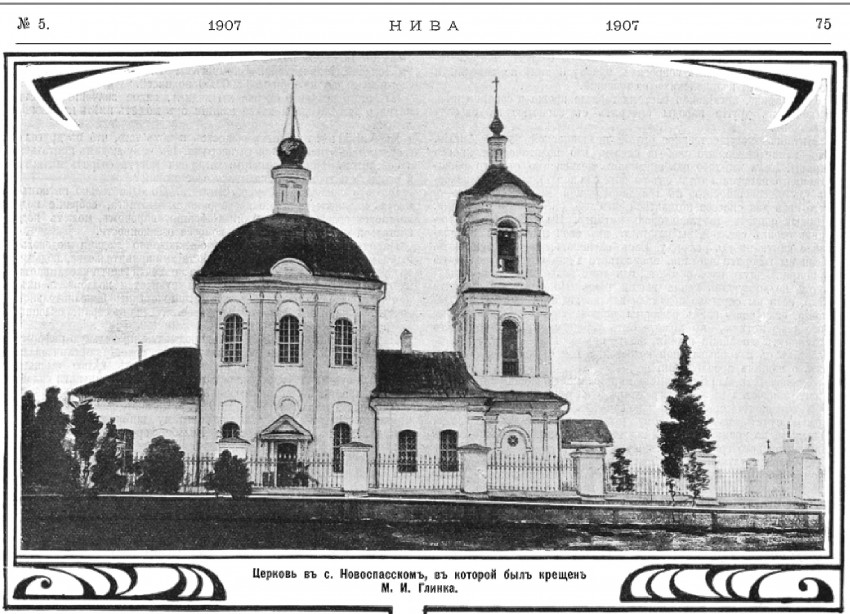 № 5. 1907 НИВА 1907 75
Церковь въ с. Новоспасскомъ, въ которой былъ крещенъ
М. И. Глинка.